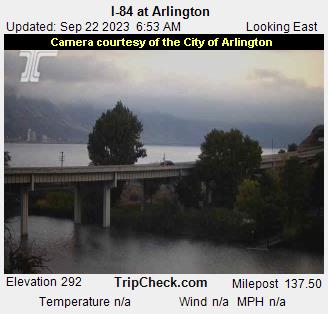 I-84 at Arlington
Updated: Sep 22 2023 6:53 AM Looking East
Camera courtesy of the City of Arlington
Elevation 292 TripCheck.com Milepost 137.50
Temperature n/a Wind n/a MPH n/a